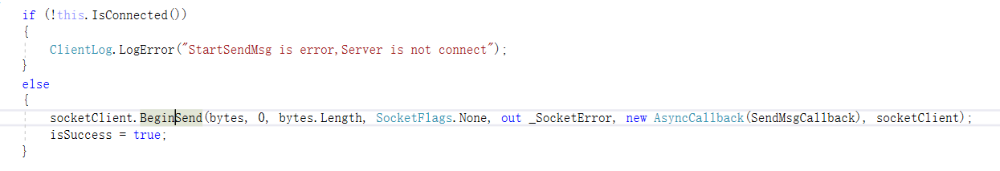 if (!this.IsConnected())
{
ClientLog.LogError("StartSendMsg is error,Server is not connect");
}
else
{
socketClient.BeginSend(bytes, 0, bytes.Length, SocketFlags.None, out _SocketError, new AsyncCallback(SendMsgCallback), socketClient);
isSuccess = true;
}